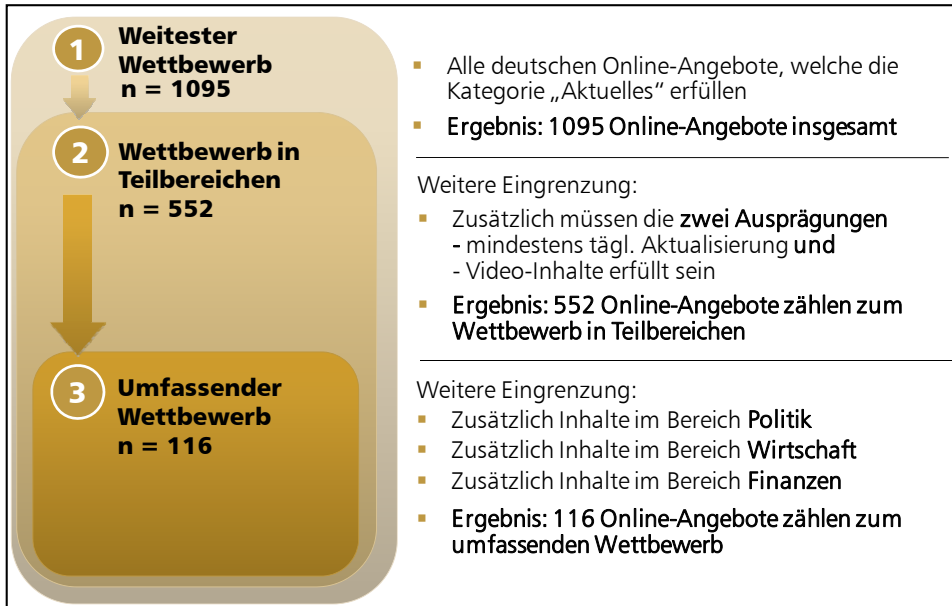 1
Weitester
Wettbewerb
n = 1095
▪ Alle deutschen Online-Angebote, welche die
Kategorie „Aktuelles“ erfüllen
▪ Ergebnis: 1095 Online-Angebote insgesamt
2
Wettbewerb in
Teilbereichen
n = 552
Weitere Eingrenzung:
▪ Zusätzlich müssen die zwei Ausprägungen
- mindestens tägl. Aktualisierung und
- Video-Inhalte erfüllt sein
▪ Ergebnis: 552 Online-Angebote zählen zum
Wettbewerb in Teilbereichen
3
Umfassender
Wettbewerb
n = 116
Weitere Eingrenzung:
▪ Zusätzlich Inhalte im Bereich Politik
▪ Zusätzlich Inhalte im Bereich Wirtschaft
▪ Zusätzlich Inhalte im Bereich Finanzen
▪ Ergebnis: 116 Online-Angebote zählen zum
umfassenden Wettbewerb